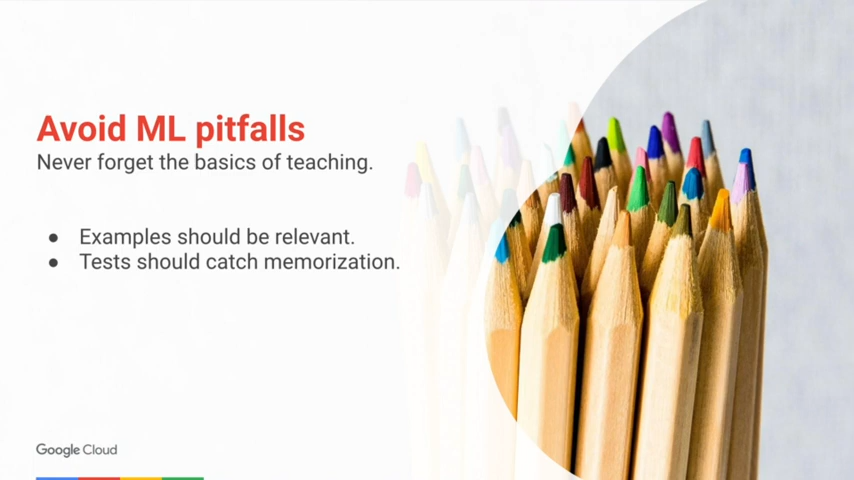 Avoid ML pitfalls
Never forget the basics of teaching.
● Examples should be relevant.
● Tests should catch memorization.
Google Cloud